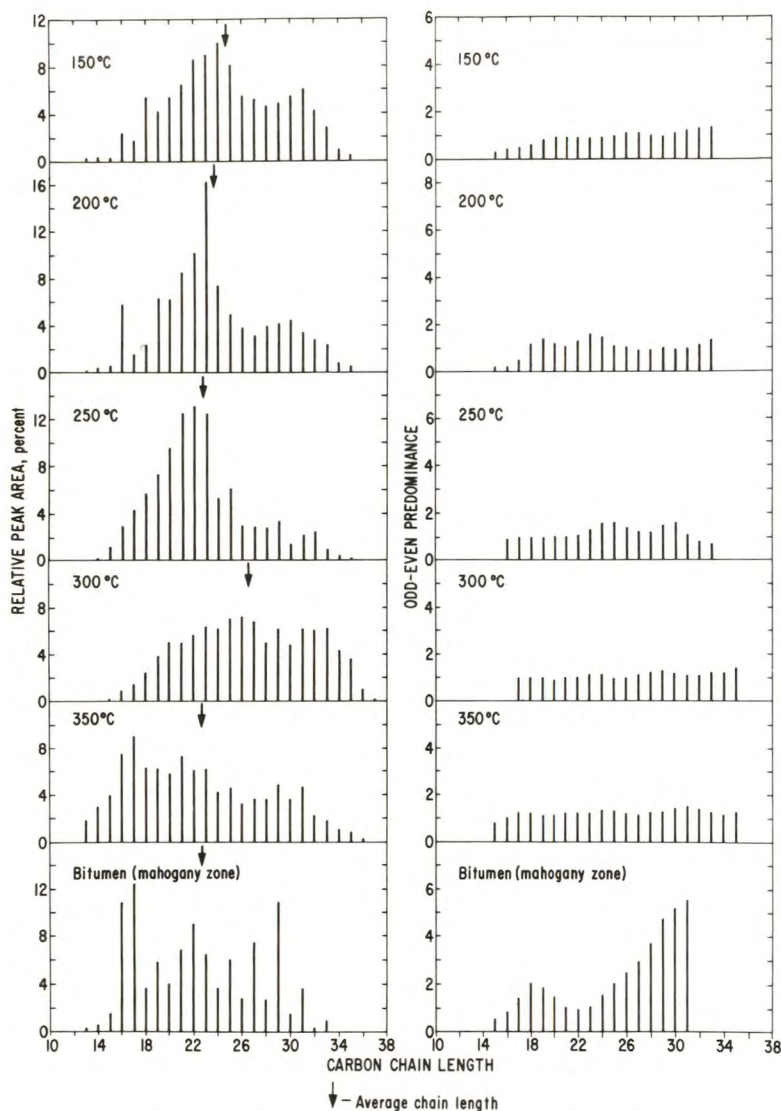 12
8
4
0
150°C
16
12
8
4
0
200°C
12
8
4
0
250°C
8
4
0
300°C
8
4
0
350°C
12
8
4
0
Bitumen (mahogany zone)
10 14 18 22 26 30 34 38
RELATIVE PEAK AREA, percent
6
4
2
0
150°C
8
6
4
2
0
200°C
6
4
2
0
250°C
4
2
0
300°C
4
2
0
350°C
6
4
2
0
Bitumen (mahogany zone)
10 14 18 22 26 30 34 38
ODD-EVEN PREDOMINANCE
CARBON CHAIN LENGTH
– Average chain length